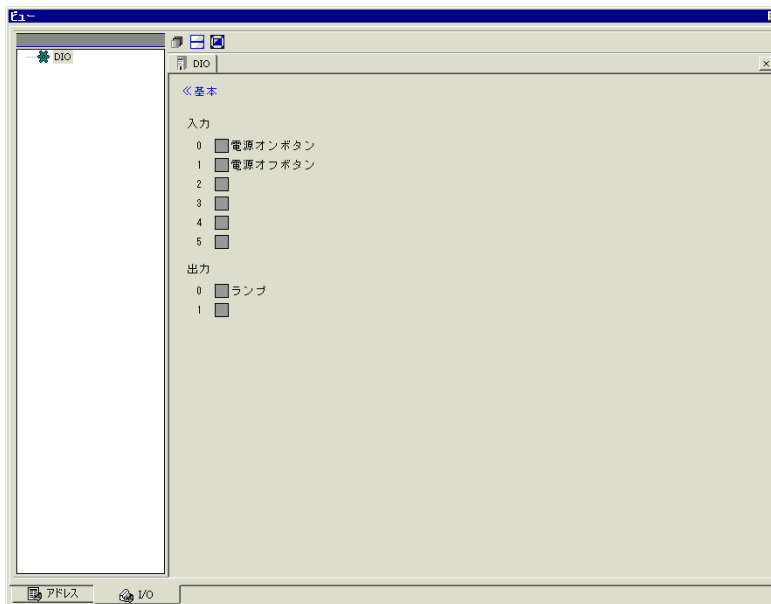 ビュー
DIO
DIO
≪基本
入力
0 電源オンボタン
1 電源オフボタン
2
3
4
5
出力
0 ランプ
1
アドレス I/O